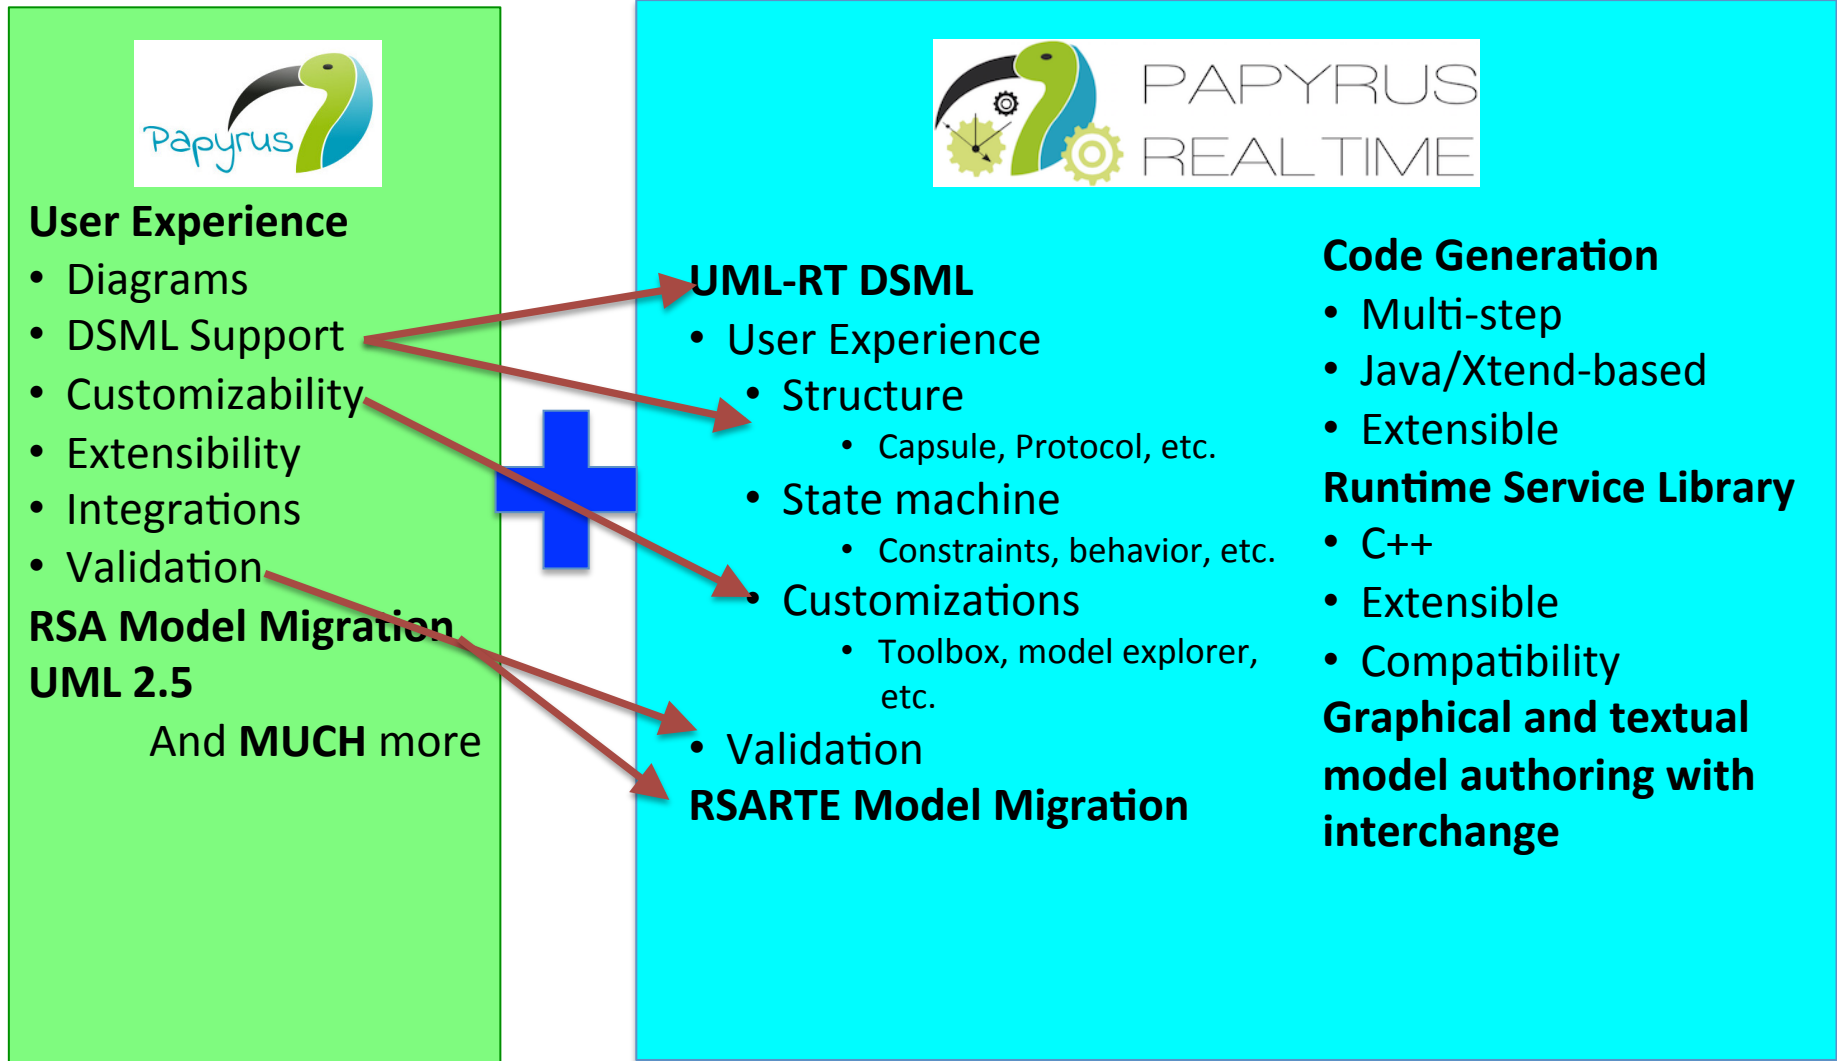 Papyrus
User Experience
• Diagrams
• DSML Support
• Customizability
• Extensibility
• Integrations
• Validation
RSA Model Migration
UML 2.5
And MUCH more
PAPYRUS
REAL TIME
UML-RT DSML
• User Experience
• Structure
• Capsule, Protocol, etc.
• State machine
• Constraints, behavior, etc.
• Customizations
• Toolbox, model explorer,
etc.
• Validation
RSARTE Model Migration
Code Generation
• Multi-step
• Java/Xtend-based
• Extensible
Runtime Service Library
• C++
• Extensible
• Compatibility
Graphical and textual
model authoring with
interchange